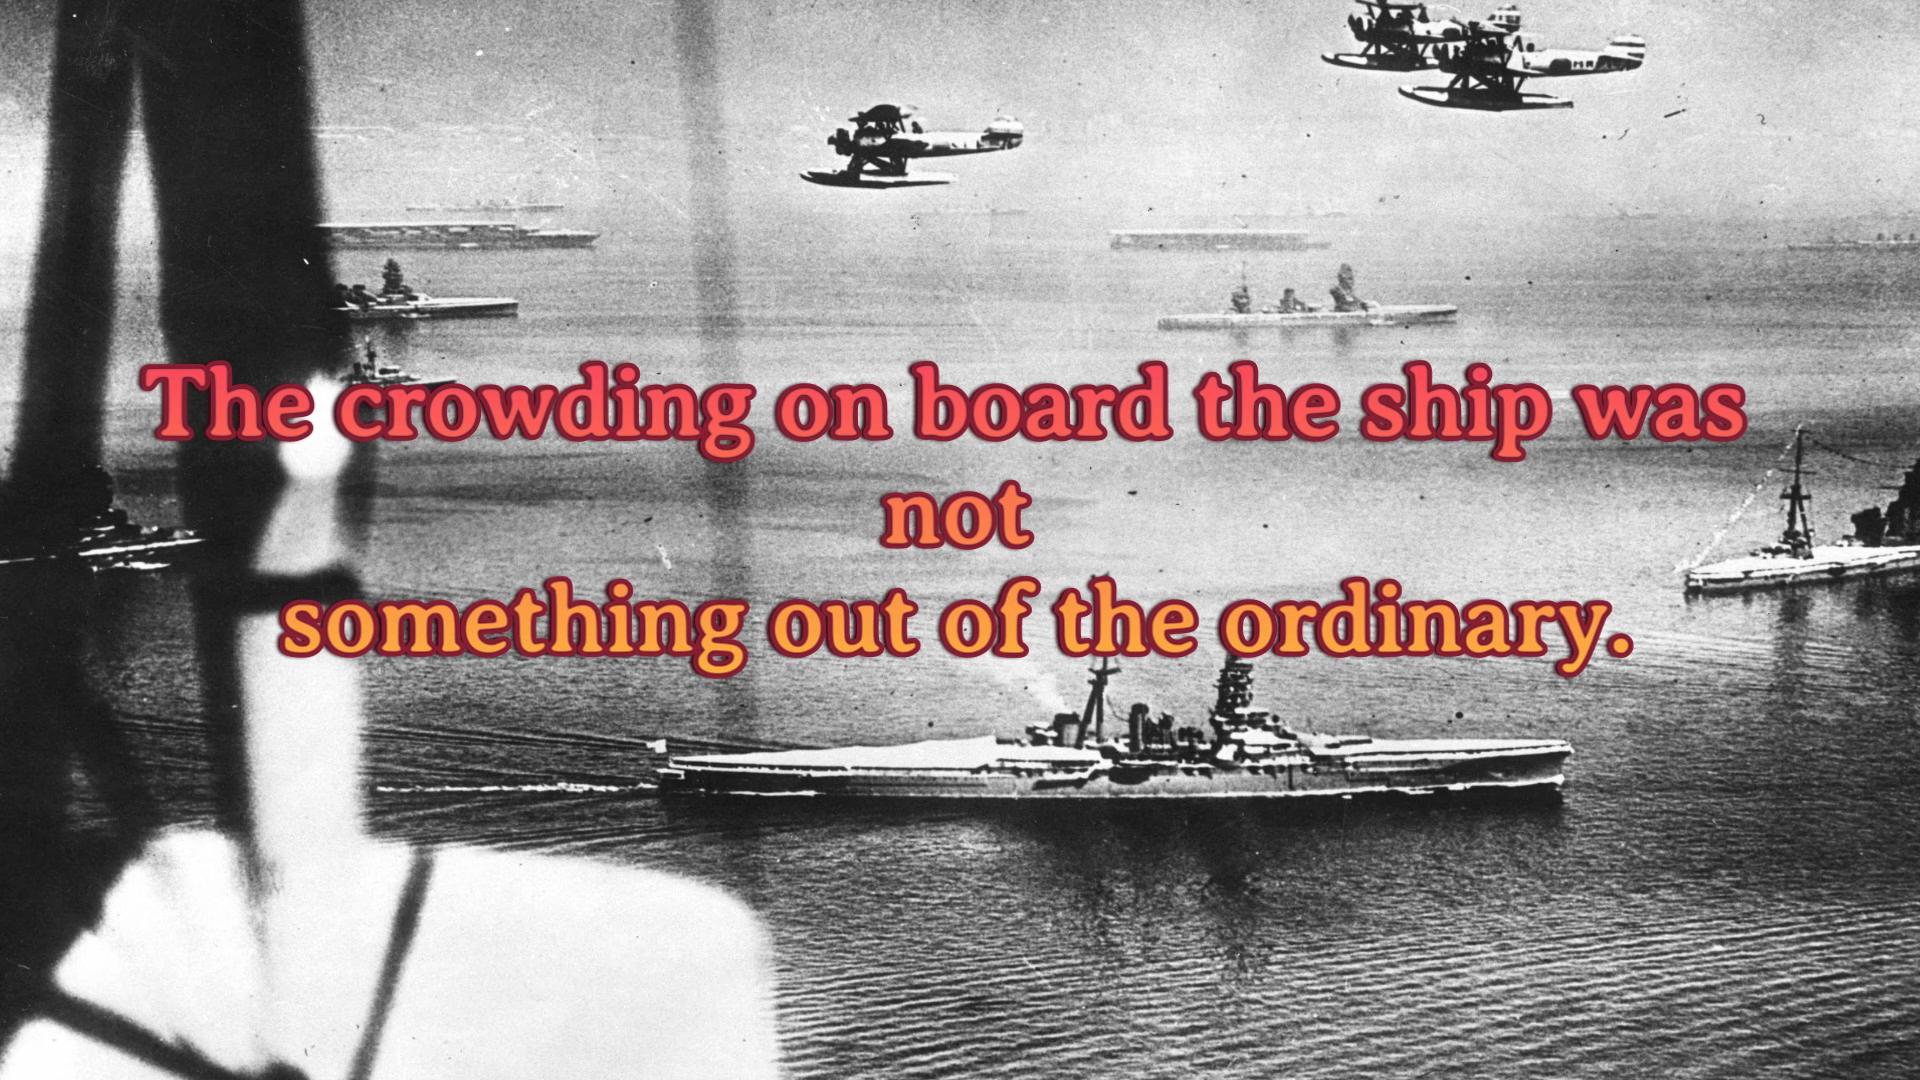 The crowding on board the ship was
not
something out of the ordinary.